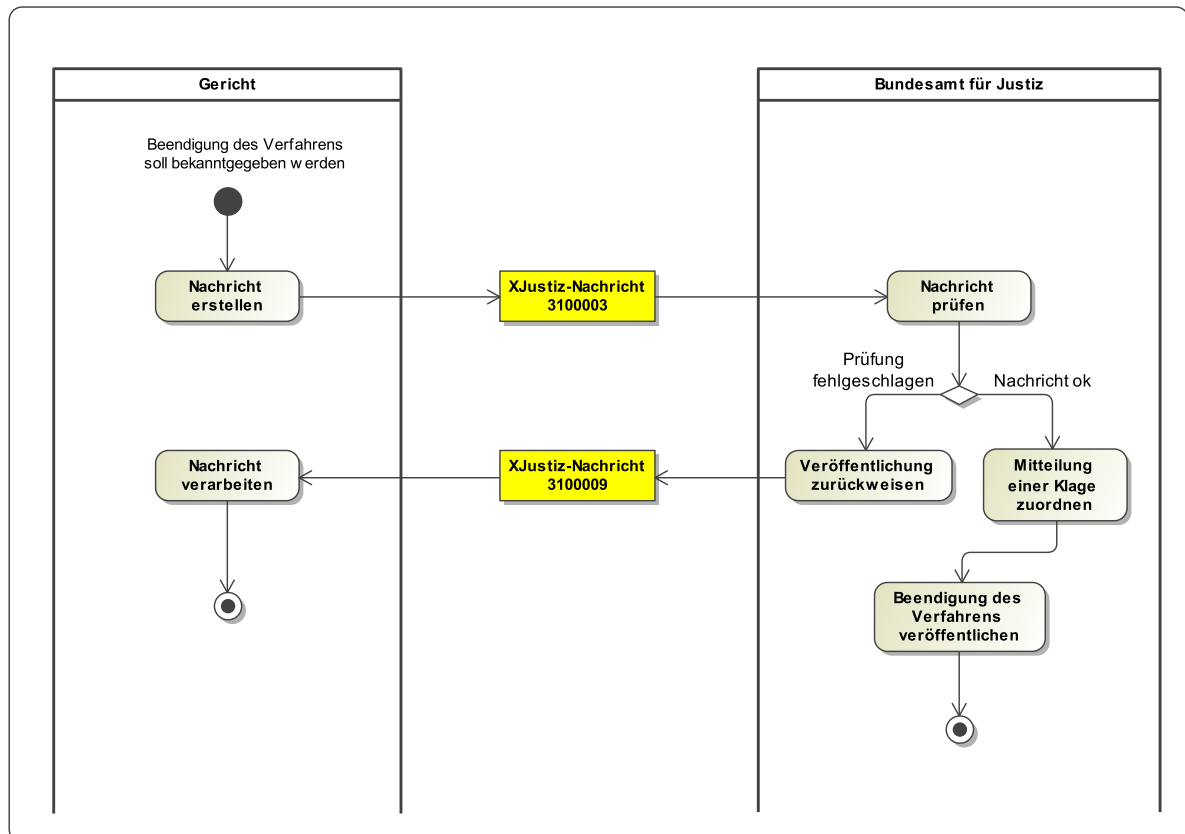 Gericht
Bundesamt für Justiz
Beendigung des Verfahrens
soll bekanntgegeben werden
Nachricht
erstellen
XJustiz-Nachricht
3100003
Nachricht
prüfen
Prüfung
fehlgeschlagen
Nachricht ok
Nachricht
verarbeiten
XJustiz-Nachricht
3100009
Veröffentlichung
zurückweisen
Mitteilung
einer Klage
zuordnen
Beendigung des
Verfahrens
veröffentlichen